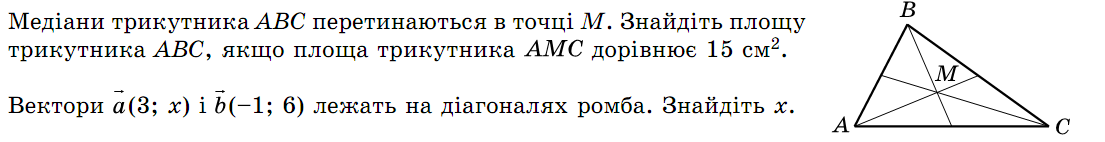 Медіани трикутника ABC перетинаються в точці M. Знайдіть площу
трикутника ABC, якщо площа трикутника AMC дорівнює 15 см².
Вектори a⃗(3; x) і b⃗(−1; 6) лежать на діагоналях ромба. Знайдіть x.
B
M
A
C